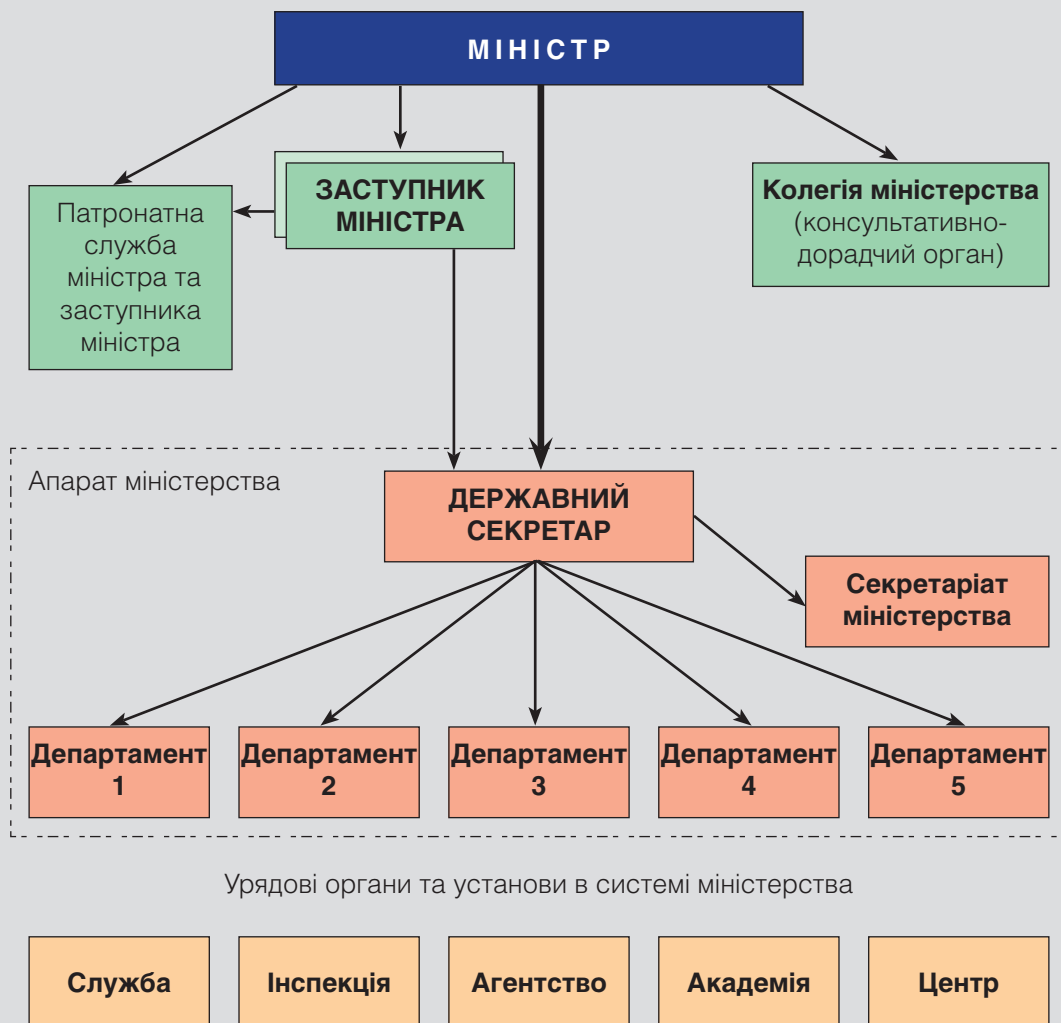 МІНІСТР
ЗАСТУПНИК
МІНІСТРА
Патронатна
служба
міністра та
заступника
міністра
Колегія міністерства
(консультативно-
дорадчий орган)
Апарат міністерства
ДЕРЖАВНИЙ
СЕКРЕТАР
Секретаріат
міністерства
Департамент
1
Департамент
2
Департамент
3
Департамент
4
Департамент
5
Урядові органи та установи в системі міністерства
Служба
Інспекція
Агентство
Академія
Центр